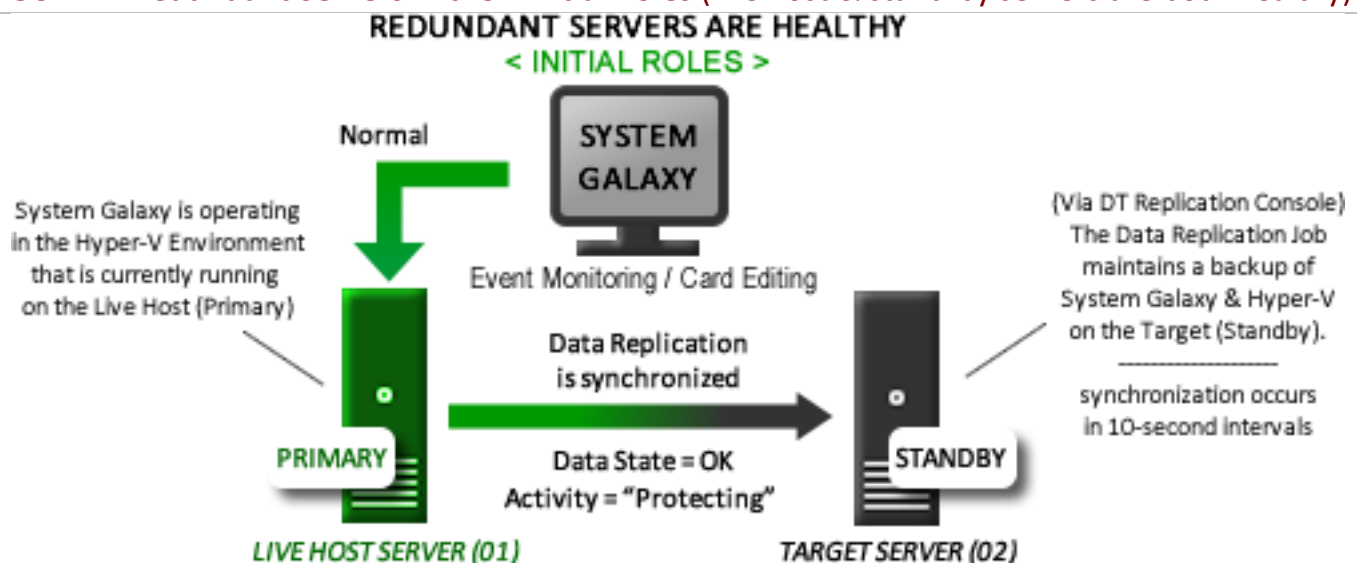 REDUNDANT SERVERS ARE HEALTHY
< INITIAL ROLES >
Normal
SYSTEM
GALAXY
Event Monitoring / Card Editing
System Galaxy is operating
in the Hyper-V Environment
that is currently running
on the Live Host (Primary)
(Via DT Replication Console)
The Data Replication Job
maintains a backup of
System Galaxy & Hyper-V
on the Target (Standby).
----------------------
synchronization occurs
in 10-second intervals
Data Replication
is synchronized
Data State = OK
Activity = “Protecting”
PRIMARY
STANDBY
LIVE HOST SERVER (01)
TARGET SERVER (02)